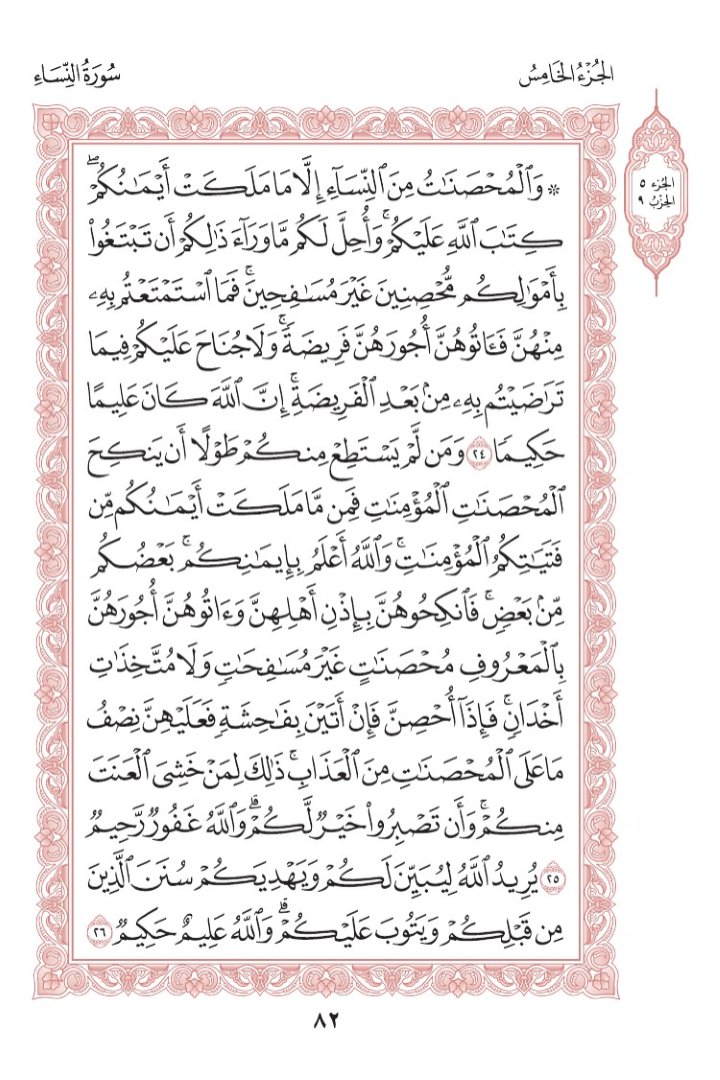 الجُزْءُ الخَامِسُ
سُورَةُ النِّسَاءِ
الجزء ٥
الحزب ٩
۞ وَٱلْمُحْصَنَٰتُ مِنَ ٱلنِّسَآءِ إِلَّا مَا مَلَكَتْ أَيْمَٰنُكُمْۖ
كِتَٰبَ ٱللَّهِ عَلَيْكُمْۚ وَأُحِلَّ لَكُم مَّا وَرَآءَ ذَٰلِكُمْ أَن تَبْتَغُوا۟
بِأَمْوَٰلِكُم مُّحْصِنِينَ غَيْرَ مُسَٰفِحِينَۚ فَمَا ٱسْتَمْتَعْتُم بِهِۦ
مِنْهُنَّ فَـَٔاتُوهُنَّ أُجُورَهُنَّ فَرِيضَةًۚ وَلَا جُنَاحَ عَلَيْكُمْ فِيمَا
تَرَٰضَيْتُم بِهِۦ مِنۢ بَعْدِ ٱلْفَرِيضَةِۚ إِنَّ ٱللَّهَ كَانَ عَلِيمًا
حَكِيمًا ٢٤ وَمَن لَّمْ يَسْتَطِعْ مِنكُمْ طَوْلًا أَن يَنكِحَ
ٱلْمُحْصَنَٰتِ ٱلْمُؤْمِنَٰتِ فَمِن مَّا مَلَكَتْ أَيْمَٰنُكُم مِّن
فَتَيَٰتِكُمُ ٱلْمُؤْمِنَٰتِۚ وَٱللَّهُ أَعْلَمُ بِإِيمَٰنِكُمۚ بَعْضُكُم
مِّنۢ بَعْضٍۚ فَٱنكِحُوهُنَّ بِإِذْنِ أَهْلِهِنَّ وَءَاتُوهُنَّ أُجُورَهُنَّ
بِٱلْمَعْرُوفِ مُحْصَنَٰتٍ غَيْرَ مُسَٰفِحَٰتٍ وَلَا مُتَّخِذَٰتِ
أَخْدَانٍۚ فَإِذَآ أُحْصِنَّ فَإِنْ أَتَيْنَ بِفَٰحِشَةٍ فَعَلَيْهِنَّ نِصْفُ
مَا عَلَى ٱلْمُحْصَنَٰتِ مِنَ ٱلْعَذَابِۚ ذَٰلِكَ لِمَنْ خَشِىَ ٱلْعَنَتَ
مِنكُمْۚ وَأَن تَصْبِرُوا۟ خَيْرٌ لَّكُمْۗ وَٱللَّهُ غَفُورٌ رَّحِيمٌ
٢٥ يُرِيدُ ٱللَّهُ لِيُبَيِّنَ لَكُمْ وَيَهْدِيَكُمْ سُنَنَ ٱلَّذِينَ
مِن قَبْلِكُمْ وَيَتُوبَ عَلَيْكُمْۗ وَٱللَّهُ عَلِيمٌ حَكِيمٌ ٢٦
٨٢